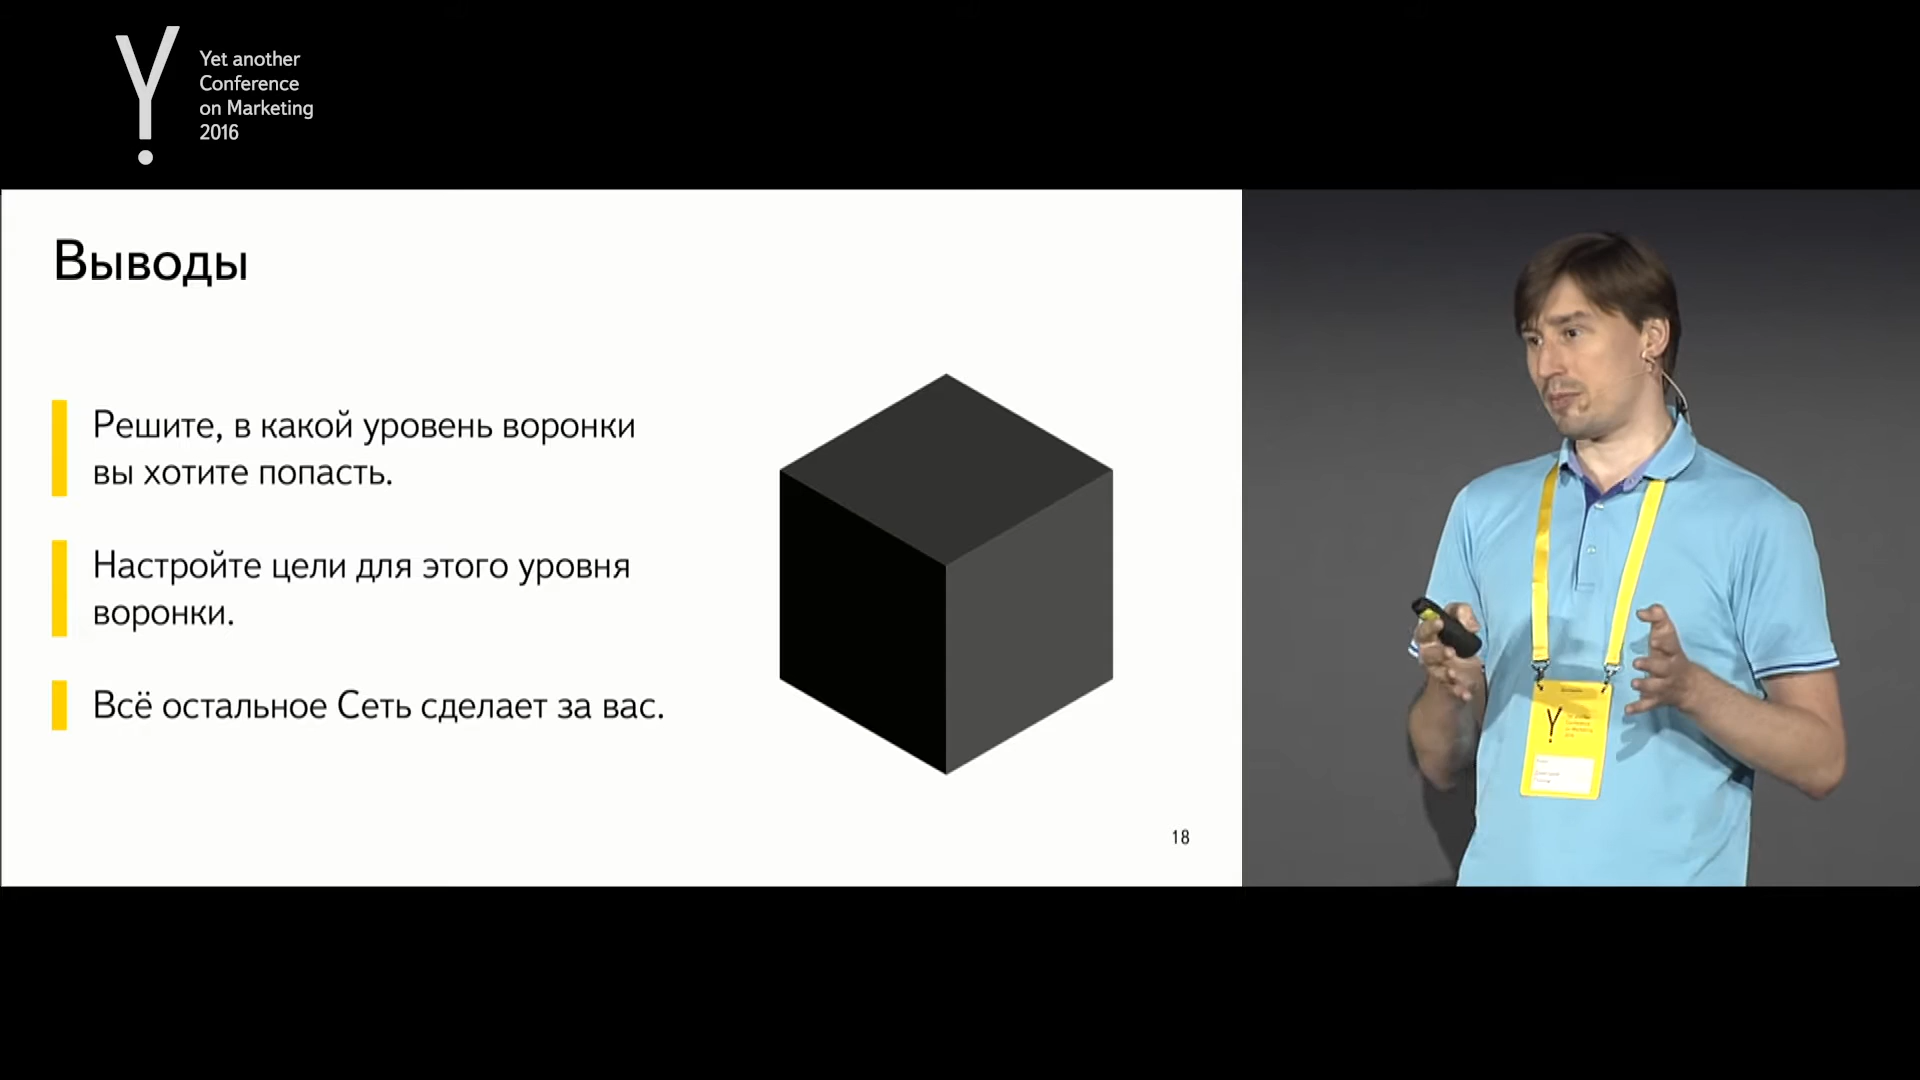 Yet another
Conference
on Marketing
2016
Выводы
Решите, в какой уровень воронки
вы хотите попасть.
Настройте цели для этого уровня
воронки.
Всё остальное Сеть сделает за вас.
18